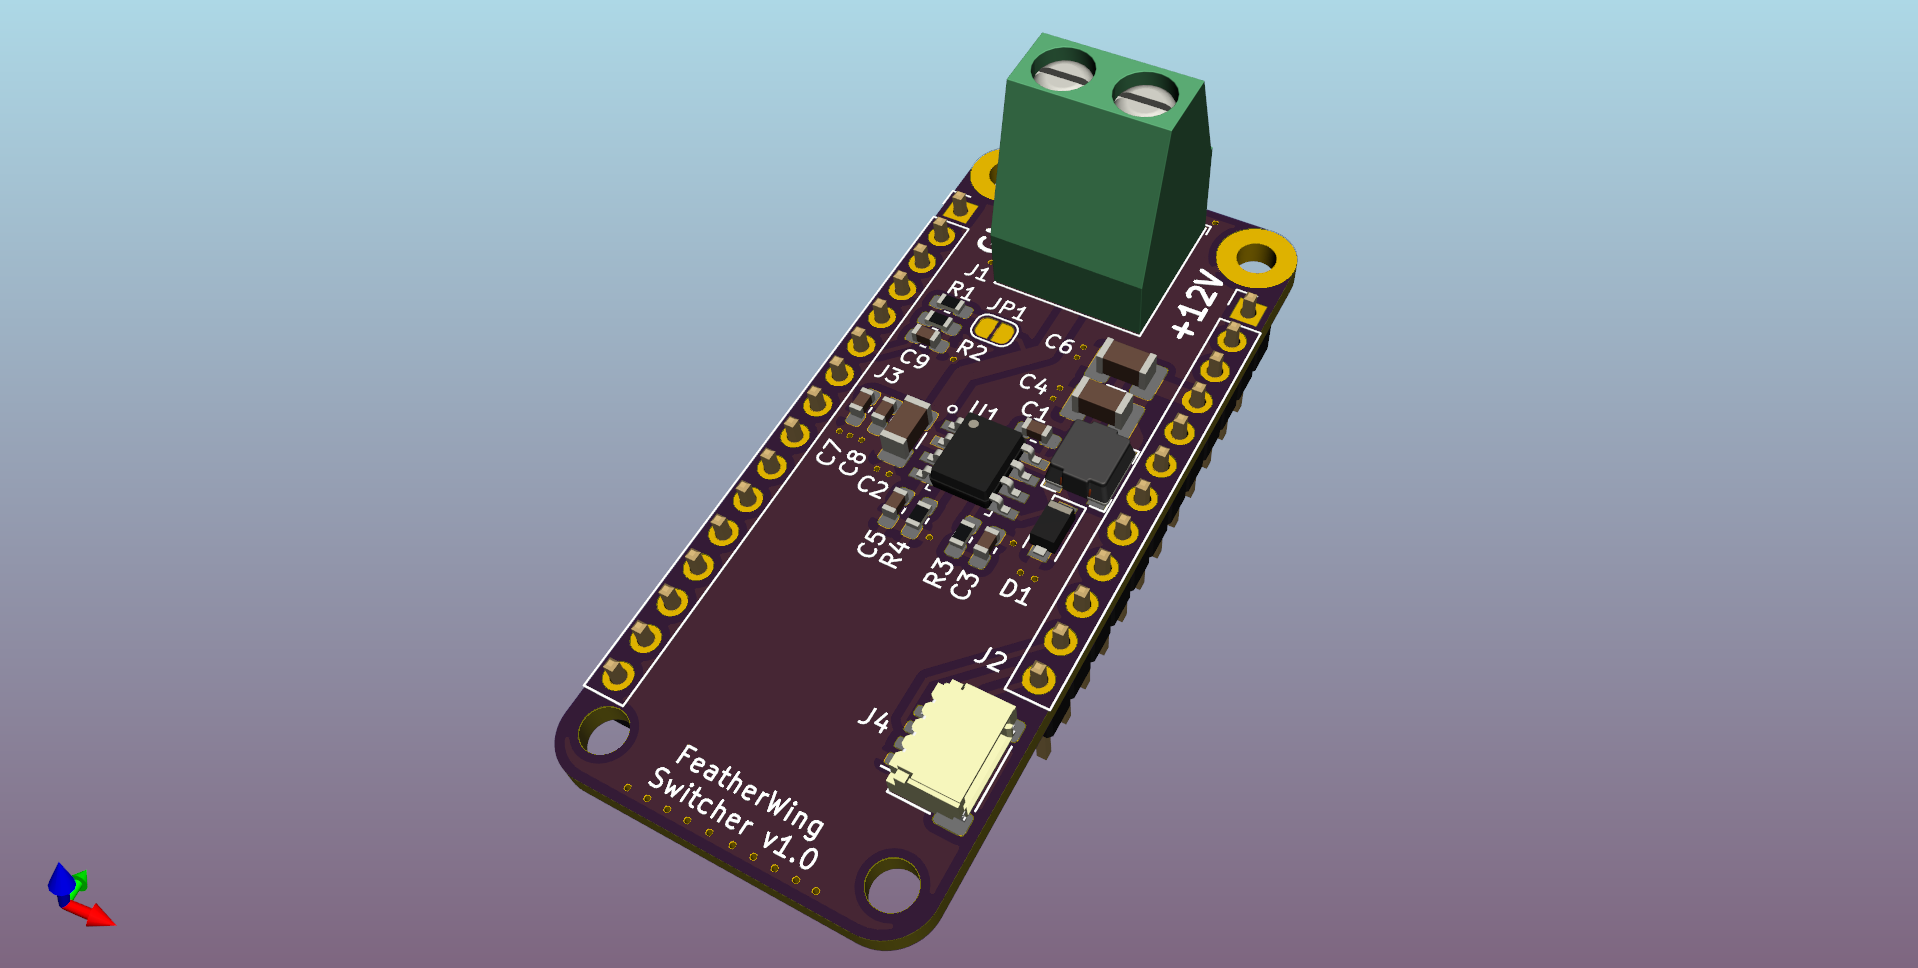 J1
R1
JP1
+12V
R2
C6
C9
J3
C4
C1
U1
C7
C8
C2
C5
R4
R3
C3
D1
J2
J4
FeatherWing
Switcher v1.0